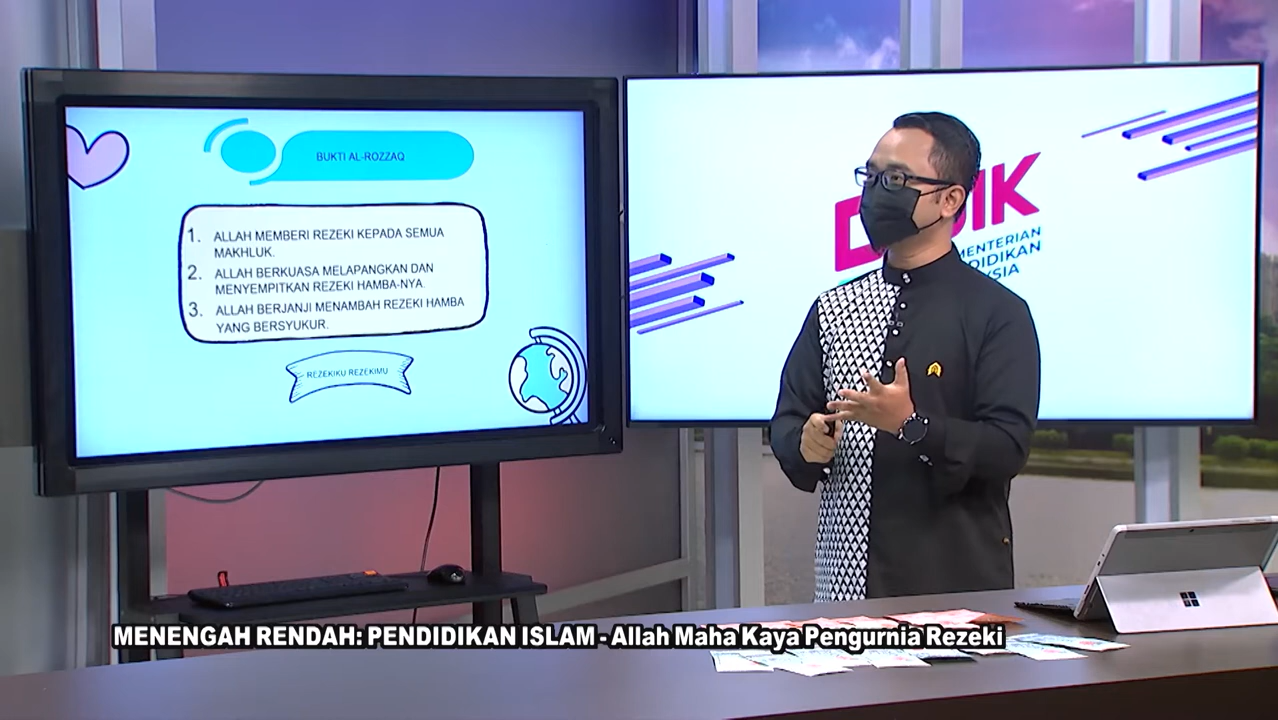 BUKTI AL-ROZZAQ
1. ALLAH MEMBERI REZEKI KEPADA SEMUA
MAKHLUK.
2. ALLAH BERKUASA MELAPANGKAN DAN
MENYEMPITKAN REZEKI HAMBA-NYA.
3. ALLAH BERJANJI MENAMBAH REZEKI HAMBA
YANG BERSYUKUR.
REZEKIKU REZEKIMU
MENENGAH RENDAH: PENDIDIKAN ISLAM - Allah Maha Kaya Pengurnia Rezeki